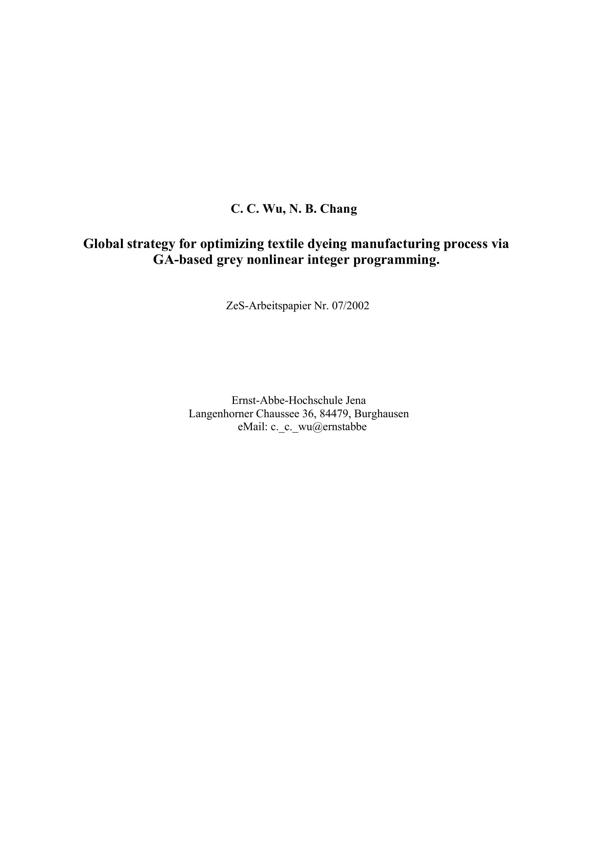 C. C. Wu, N. B. Chang
Global strategy for optimizing textile dyeing manufacturing process via
GA-based grey nonlinear integer programming.
ZeS-Arbeitspapier Nr. 07/2002
Ernst-Abbe-Hochschule Jena
Langenhorner Chaussee 36, 84479, Burghausen
eMail: c._c._wu@ernstabbe